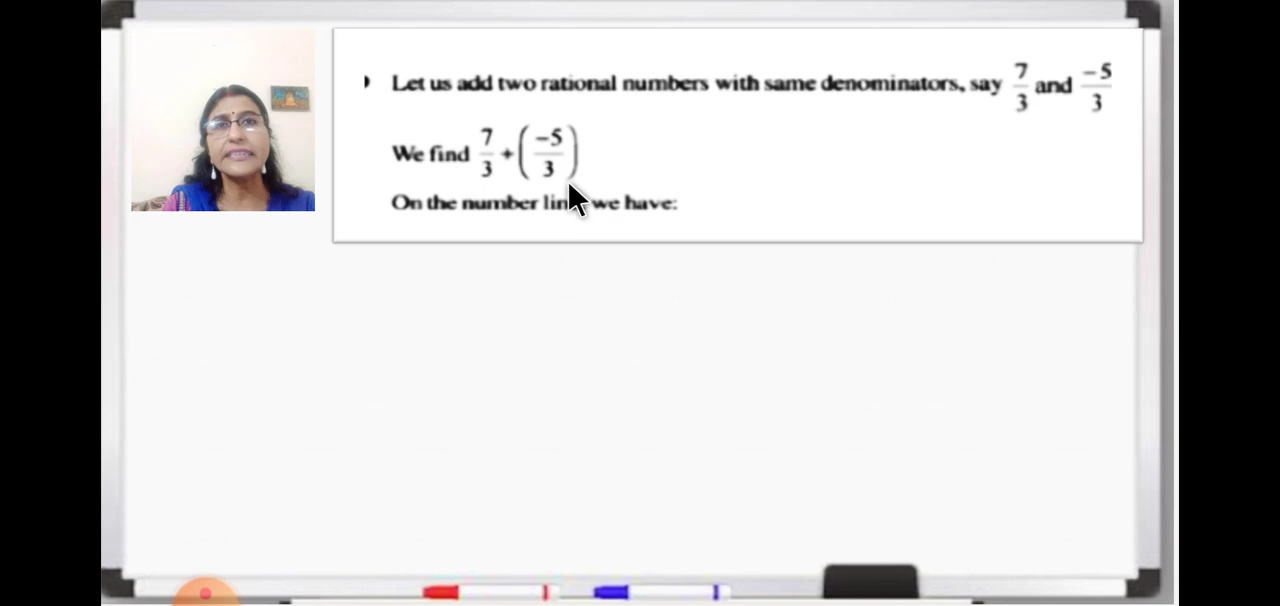 Let us add two rational numbers with same denominators, say 7/3 and -5/3
We find 7/3 + (-5/3)
On the number line we have: